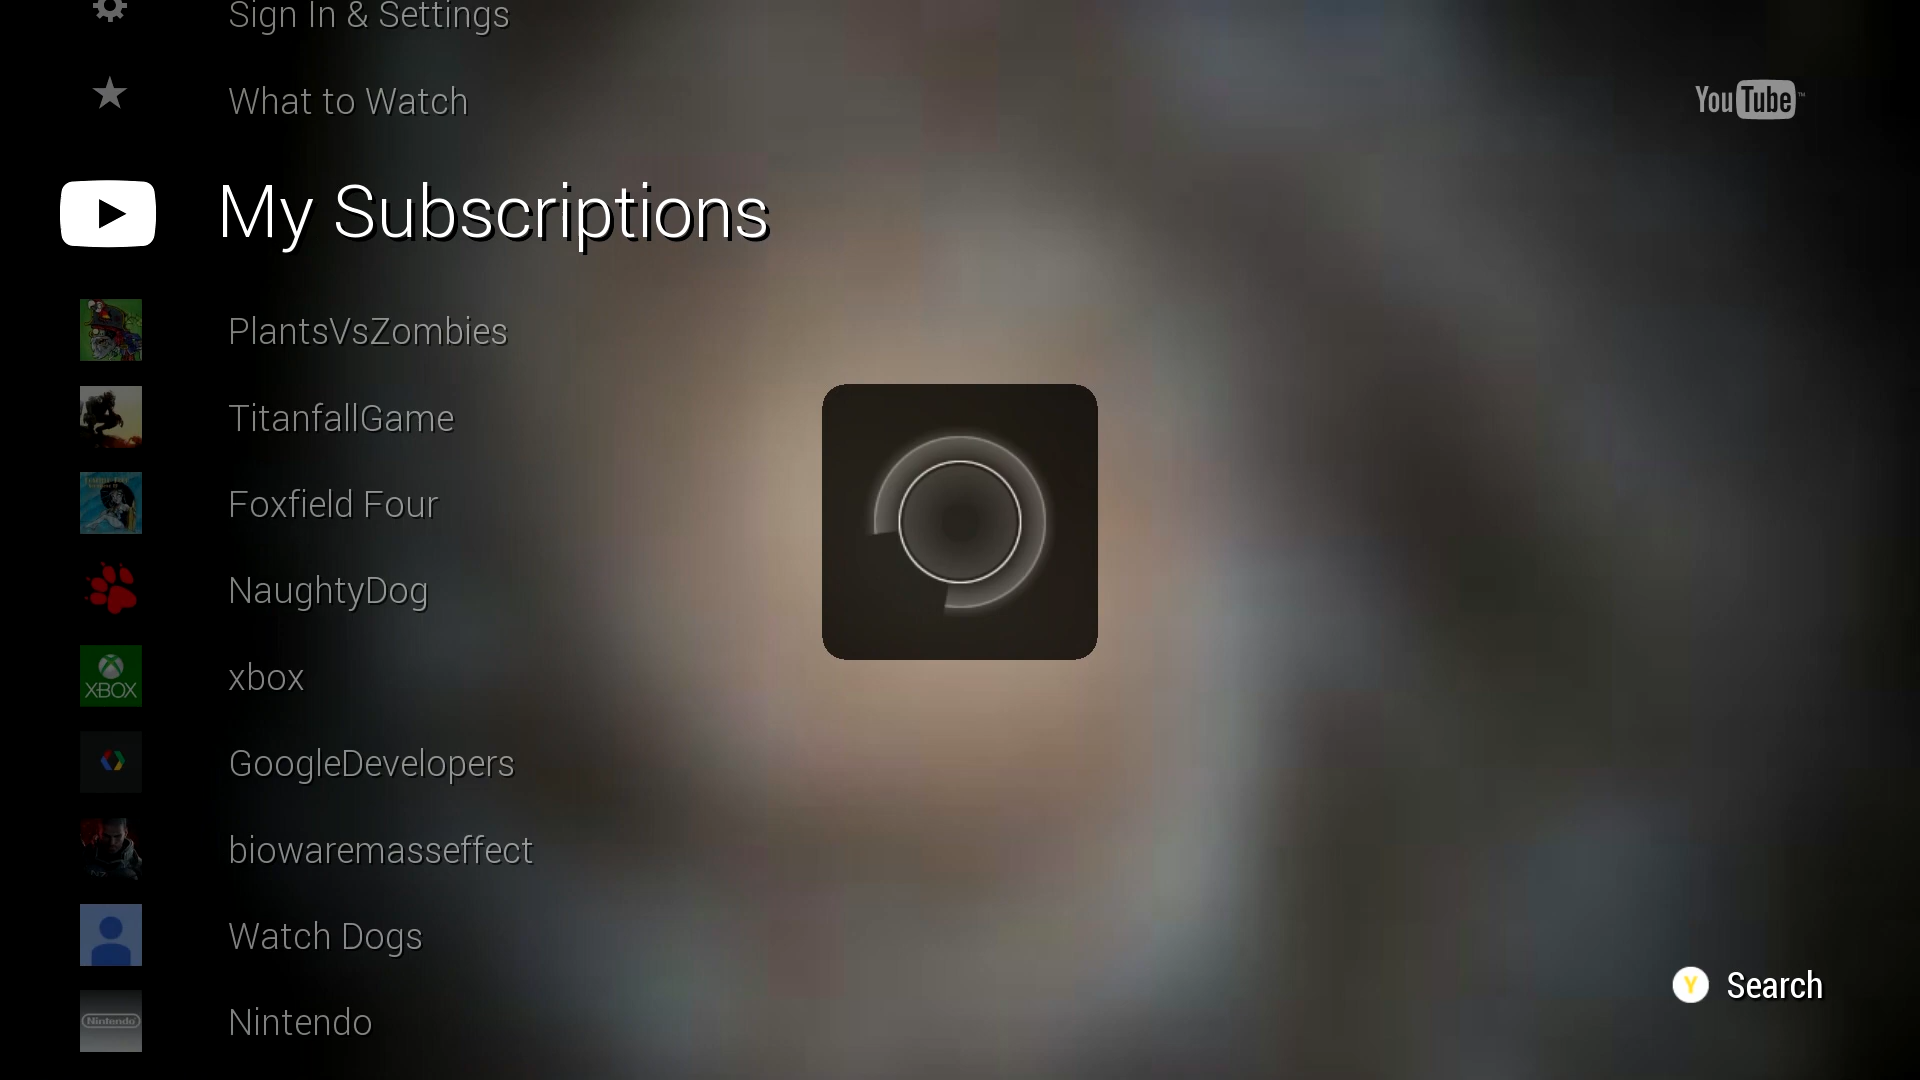 Sign In & Settings
What to Watch
YouTube™
My Subscriptions
PlantsVsZombies
TitanfallGame
Foxfield Four
NaughtyDog
XBOX
xbox
GoogleDevelopers
biowaremasseffect
Watch Dogs
Y Search
Nintendo
Nintendo